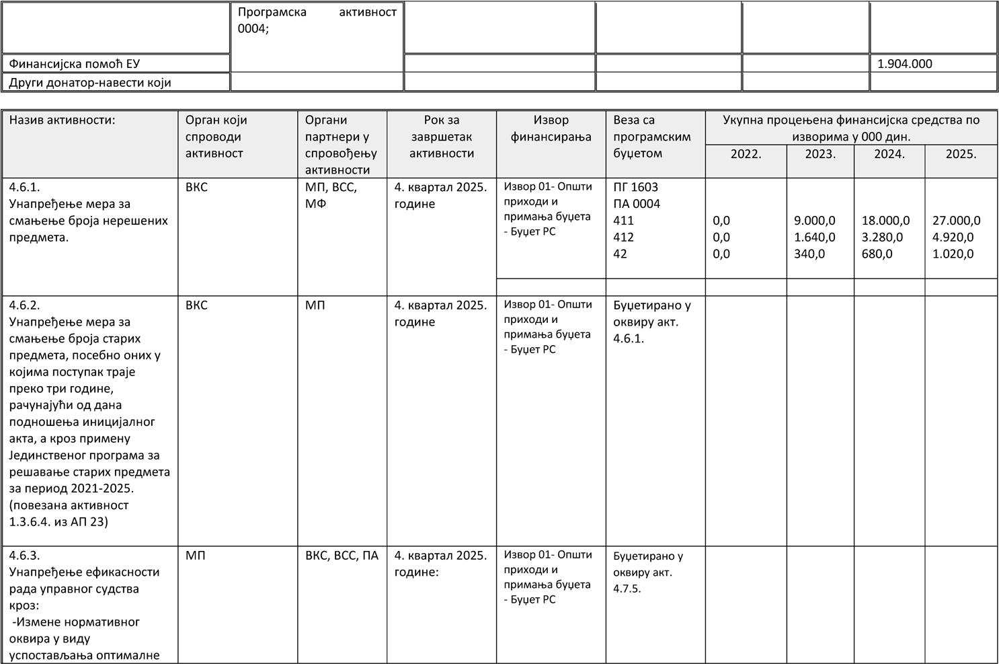 Програмска активност
0004;
Финансијска помоћ ЕУ
1.904.000
Други донатор-навести који
Назив активности:
Орган који
спроводи
активност
Органи
партнери у
спровођењу
активности
Рок за
завршетак
активности
Извор
финансирања
Веза са
програмским
буџетом
Укупна процењена финансијска средства по
изворима у 000 дин.
2022.
2023.
2024.
2025.
4.6.1.
Унапређење мера за
смањење броја нерешених
предмета.
ВКС
МП, ВСС,
МФ
4. квартал 2025.
године
Извор 01- Општи
приходи и
примања буџета
- Буџет РС
ПГ 1603
ПА 0004
411
412
42
0,0
0,0
0,0
9.000,0
1.640,0
340,0
18.000,0
3.280,0
680,0
27.000,0
4.920,0
1.020,0
4.6.2.
Унапређење мера за
смањење броја старих
предмета, посебно оних у
којима поступак траје
преко три године,
рачунајући од дана
подношења иницијалног
акта, а кроз примену
Јединственог програма за
решавање старих предмета
за период 2021-2025.
(повезана активност
1.3.6.4. из АП 23)
ВКС
МП
4. квартал 2025.
године
Извор 01- Општи
приходи и
примања буџета
- Буџет РС
Буџетирано у
оквиру акт.
4.6.1.
4.6.3.
Унапређење ефикасности
рада управног судства
кроз:
-Измене нормативног
оквира у виду
успостављања оптималне
МП
ВКС, ВСС, ПА
4. квартал 2025.
године:
Извор 01- Општи
приходи и
примања буџета
- Буџет РС
Буџетирано у
оквиру акт.
4.7.5.